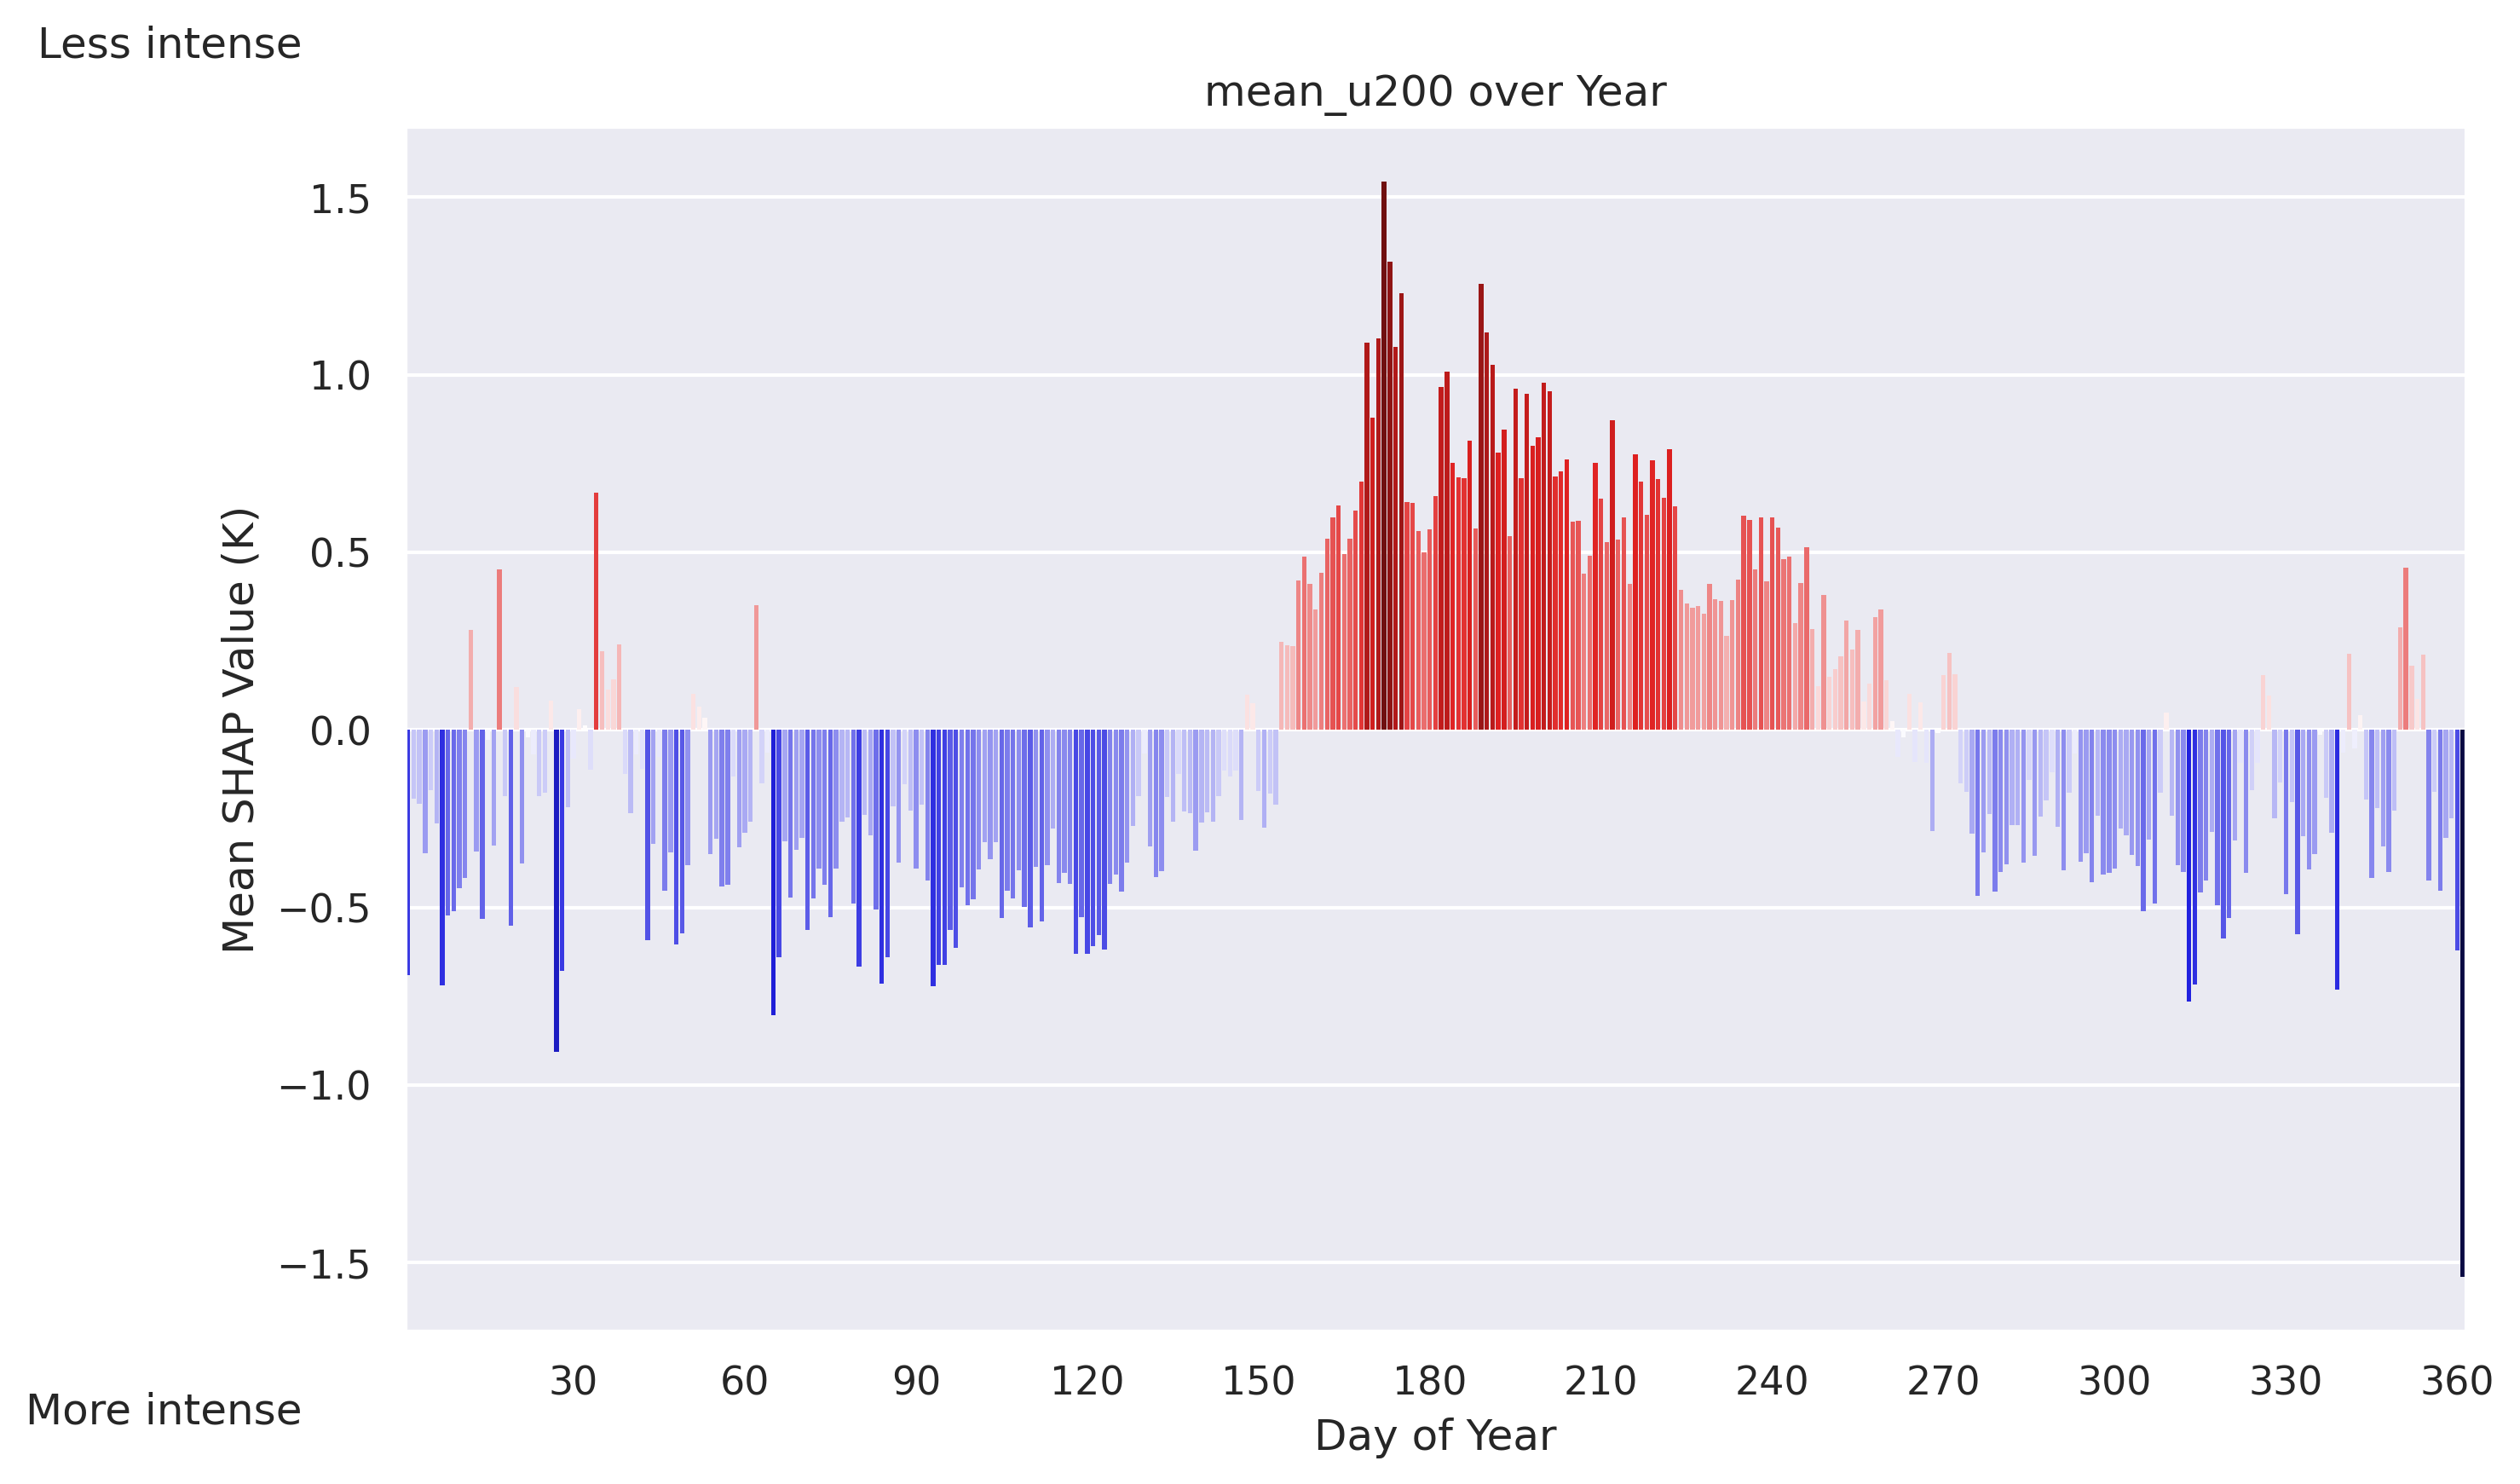 Less intense
mean_u200 over Year
Mean SHAP Value (K)
1.5
1.0
0.5
0.0
−0.5
−1.0
−1.5
30 60 90 120 150 180 210 240 270 300 330 360
More intense
Day of Year